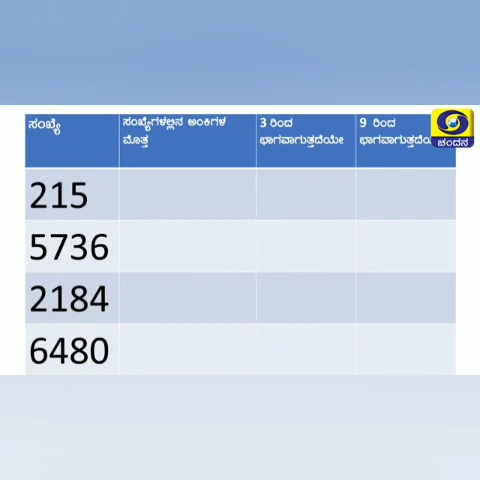 ಸಂಖ್ಯೆ
ಸಂಖ್ಯೆಗಳಲ್ಲಿನ ಅಂಕಿಗಳ
ಮೊತ್ತ
3 ರಿಂದ
ಭಾಗವಾಗುತ್ತದೆಯೇ
9 ರಿಂದ
ಚಂದನ
215
5736
2184
6480